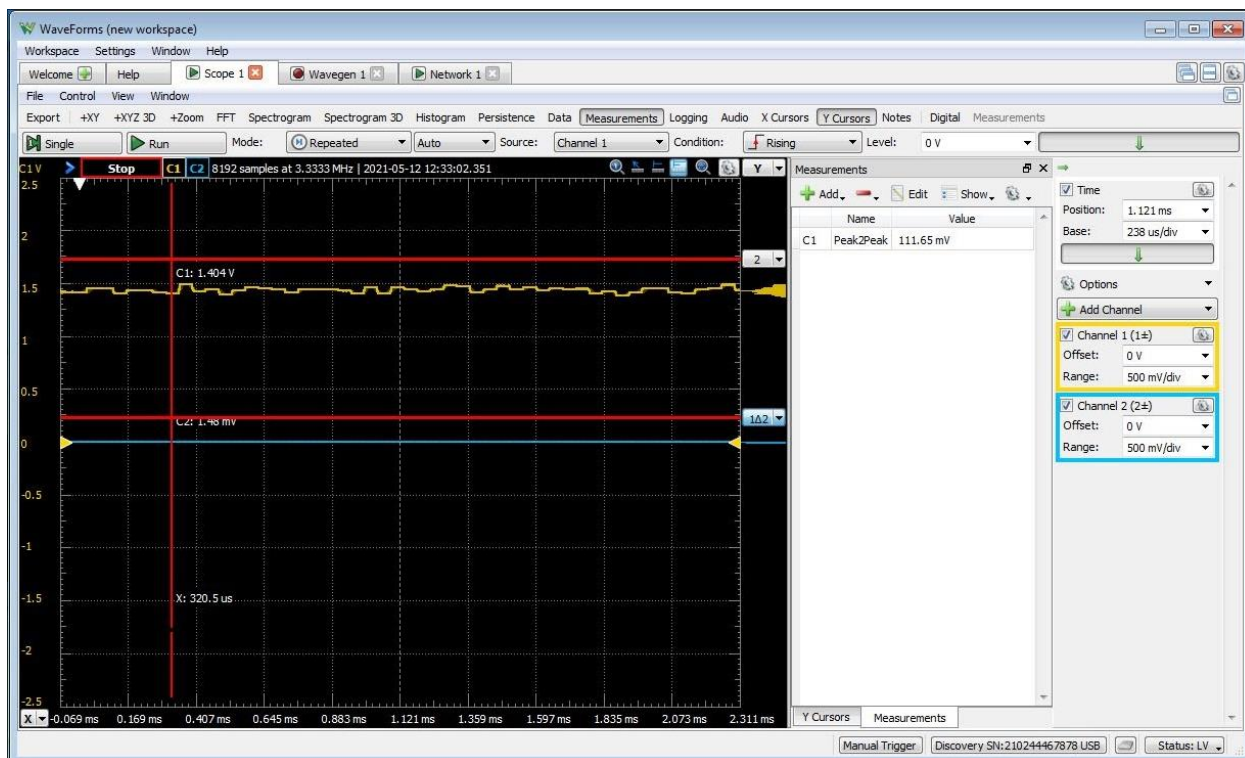 WaveForms (new workspace)
Workspace Settings Window Help
Welcome Help Scope 1 Wavegen 1 Network 1
File Control View Window
Export +XY +XYZ 3D +Zoom FFT Spectrogram Spectrogram 3D Histogram Persistence Data Measurements Logging Audio X Cursors Y Cursors Notes Digital Measurements
Single Run Mode: Repeated Auto Source: Channel 1 Condition: Rising Level: 0 V
C1 V Stop C1 C2 8192 samples at 3.3333 MHz | 2021-05-12 12:33:02.351 Y
2.5
2
1.5
1
0.5
0
-0.5
-1
-1.5
-2
-2.5
2
C1: 1.404 V
1Δ2
C2: 1.48 mV
X: 320.5 us
X -0.069 ms 0.169 ms 0.407 ms 0.645 ms 0.883 ms 1.121 ms 1.359 ms 1.597 ms 1.835 ms 2.073 ms 2.311 ms
Measurements
Add Edit Show
Name Value
C1 Peak2Peak 111.65 mV
Y Cursors Measurements
Time
Position: 1.121 ms
Base: 238 us/div
Options
Add Channel
Channel 1 (1±)
Offset: 0 V
Range: 500 mV/div
Channel 2 (2±)
Offset: 0 V
Range: 500 mV/div
Manual Trigger Discovery SN:210244467878 USB Status: LV